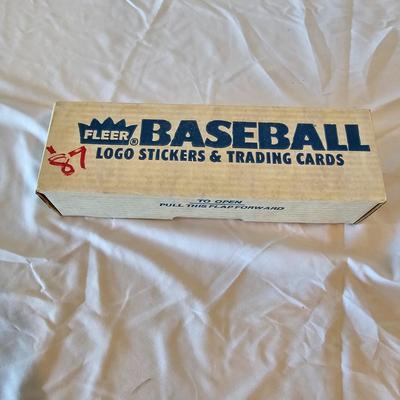 FLEER® BASEBALL
'87 LOGO STICKERS & TRADING CARDS
TO OPEN
PULL THIS FLAP FORWARD